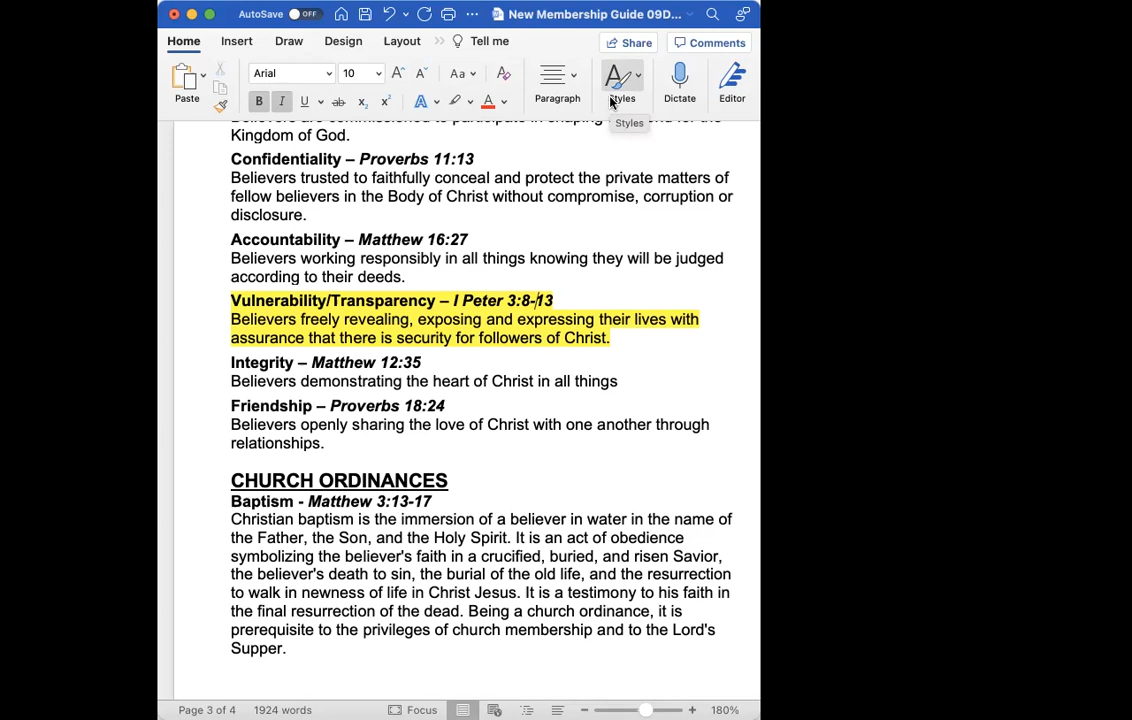 AutoSave OFF New Membership Guide 09D...
Home Insert Draw Design Layout Tell me Share Comments
Paste Arial 10 Aa Paragraph Styles Dictate Editor
B I U ab x₂ x² A A
Styles
Kingdom of God.
Confidentiality – Proverbs 11:13
Believers trusted to faithfully conceal and protect the private matters of
fellow believers in the Body of Christ without compromise, corruption or
disclosure.
Accountability – Matthew 16:27
Believers working responsibly in all things knowing they will be judged
according to their deeds.
Vulnerability/Transparency – I Peter 3:8-13
Believers freely revealing, exposing and expressing their lives with
assurance that there is security for followers of Christ.
Integrity – Matthew 12:35
Believers demonstrating the heart of Christ in all things
Friendship – Proverbs 18:24
Believers openly sharing the love of Christ with one another through
relationships.
CHURCH ORDINANCES
Baptism - Matthew 3:13-17
Christian baptism is the immersion of a believer in water in the name of
the Father, the Son, and the Holy Spirit. It is an act of obedience
symbolizing the believer's faith in a crucified, buried, and risen Savior,
the believer's death to sin, the burial of the old life, and the resurrection
to walk in newness of life in Christ Jesus. It is a testimony to his faith in
the final resurrection of the dead. Being a church ordinance, it is
prerequisite to the privileges of church membership and to the Lord's
Supper.
Page 3 of 4 1924 words Focus 180%